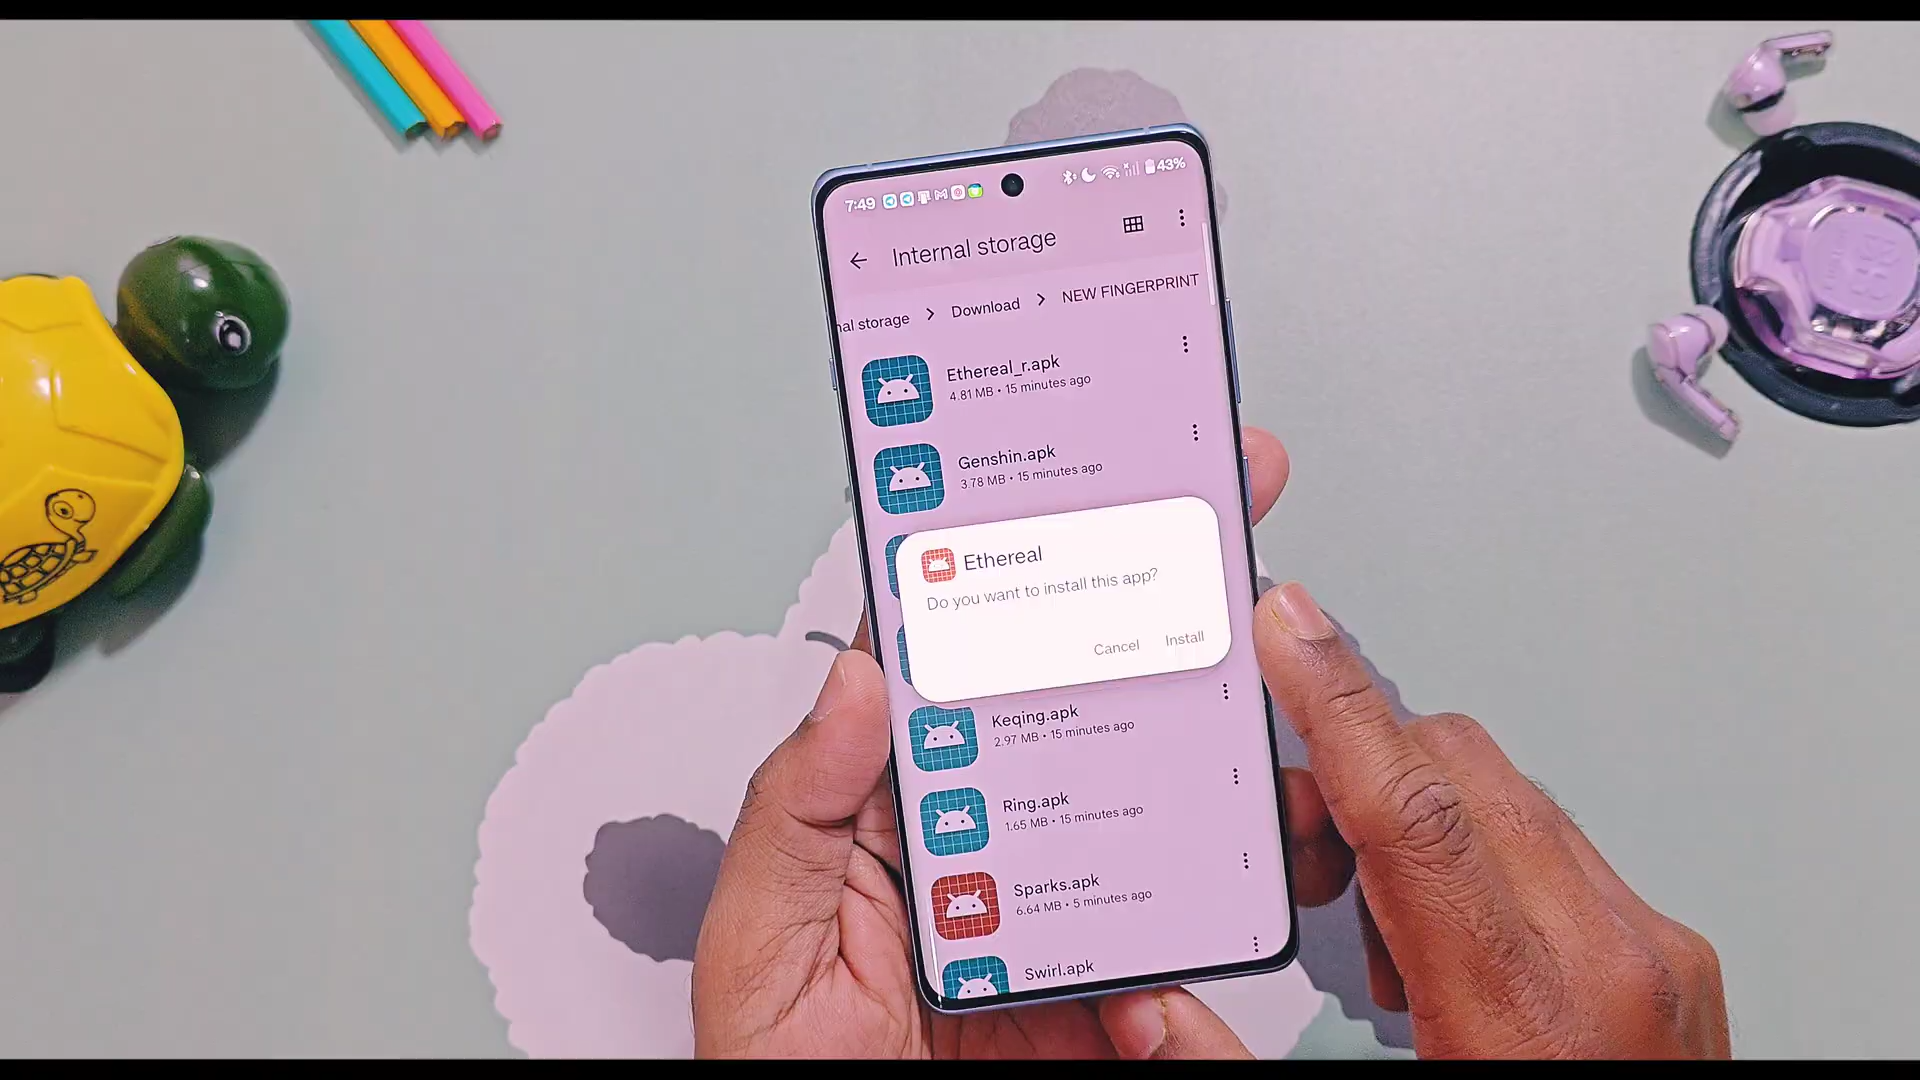 7:49
43%
Internal storage
nal storage > Download > NEW FINGERPRINT
Ethereal_r.apk
4.81 MB • 15 minutes ago
Genshin.apk
3.78 MB • 15 minutes ago
Ethereal
Do you want to install this app?
Cancel Install
Keqing.apk
2.97 MB • 15 minutes ago
Ring.apk
1.65 MB • 15 minutes ago
Sparks.apk
6.64 MB • 5 minutes ago
Swirl.apk